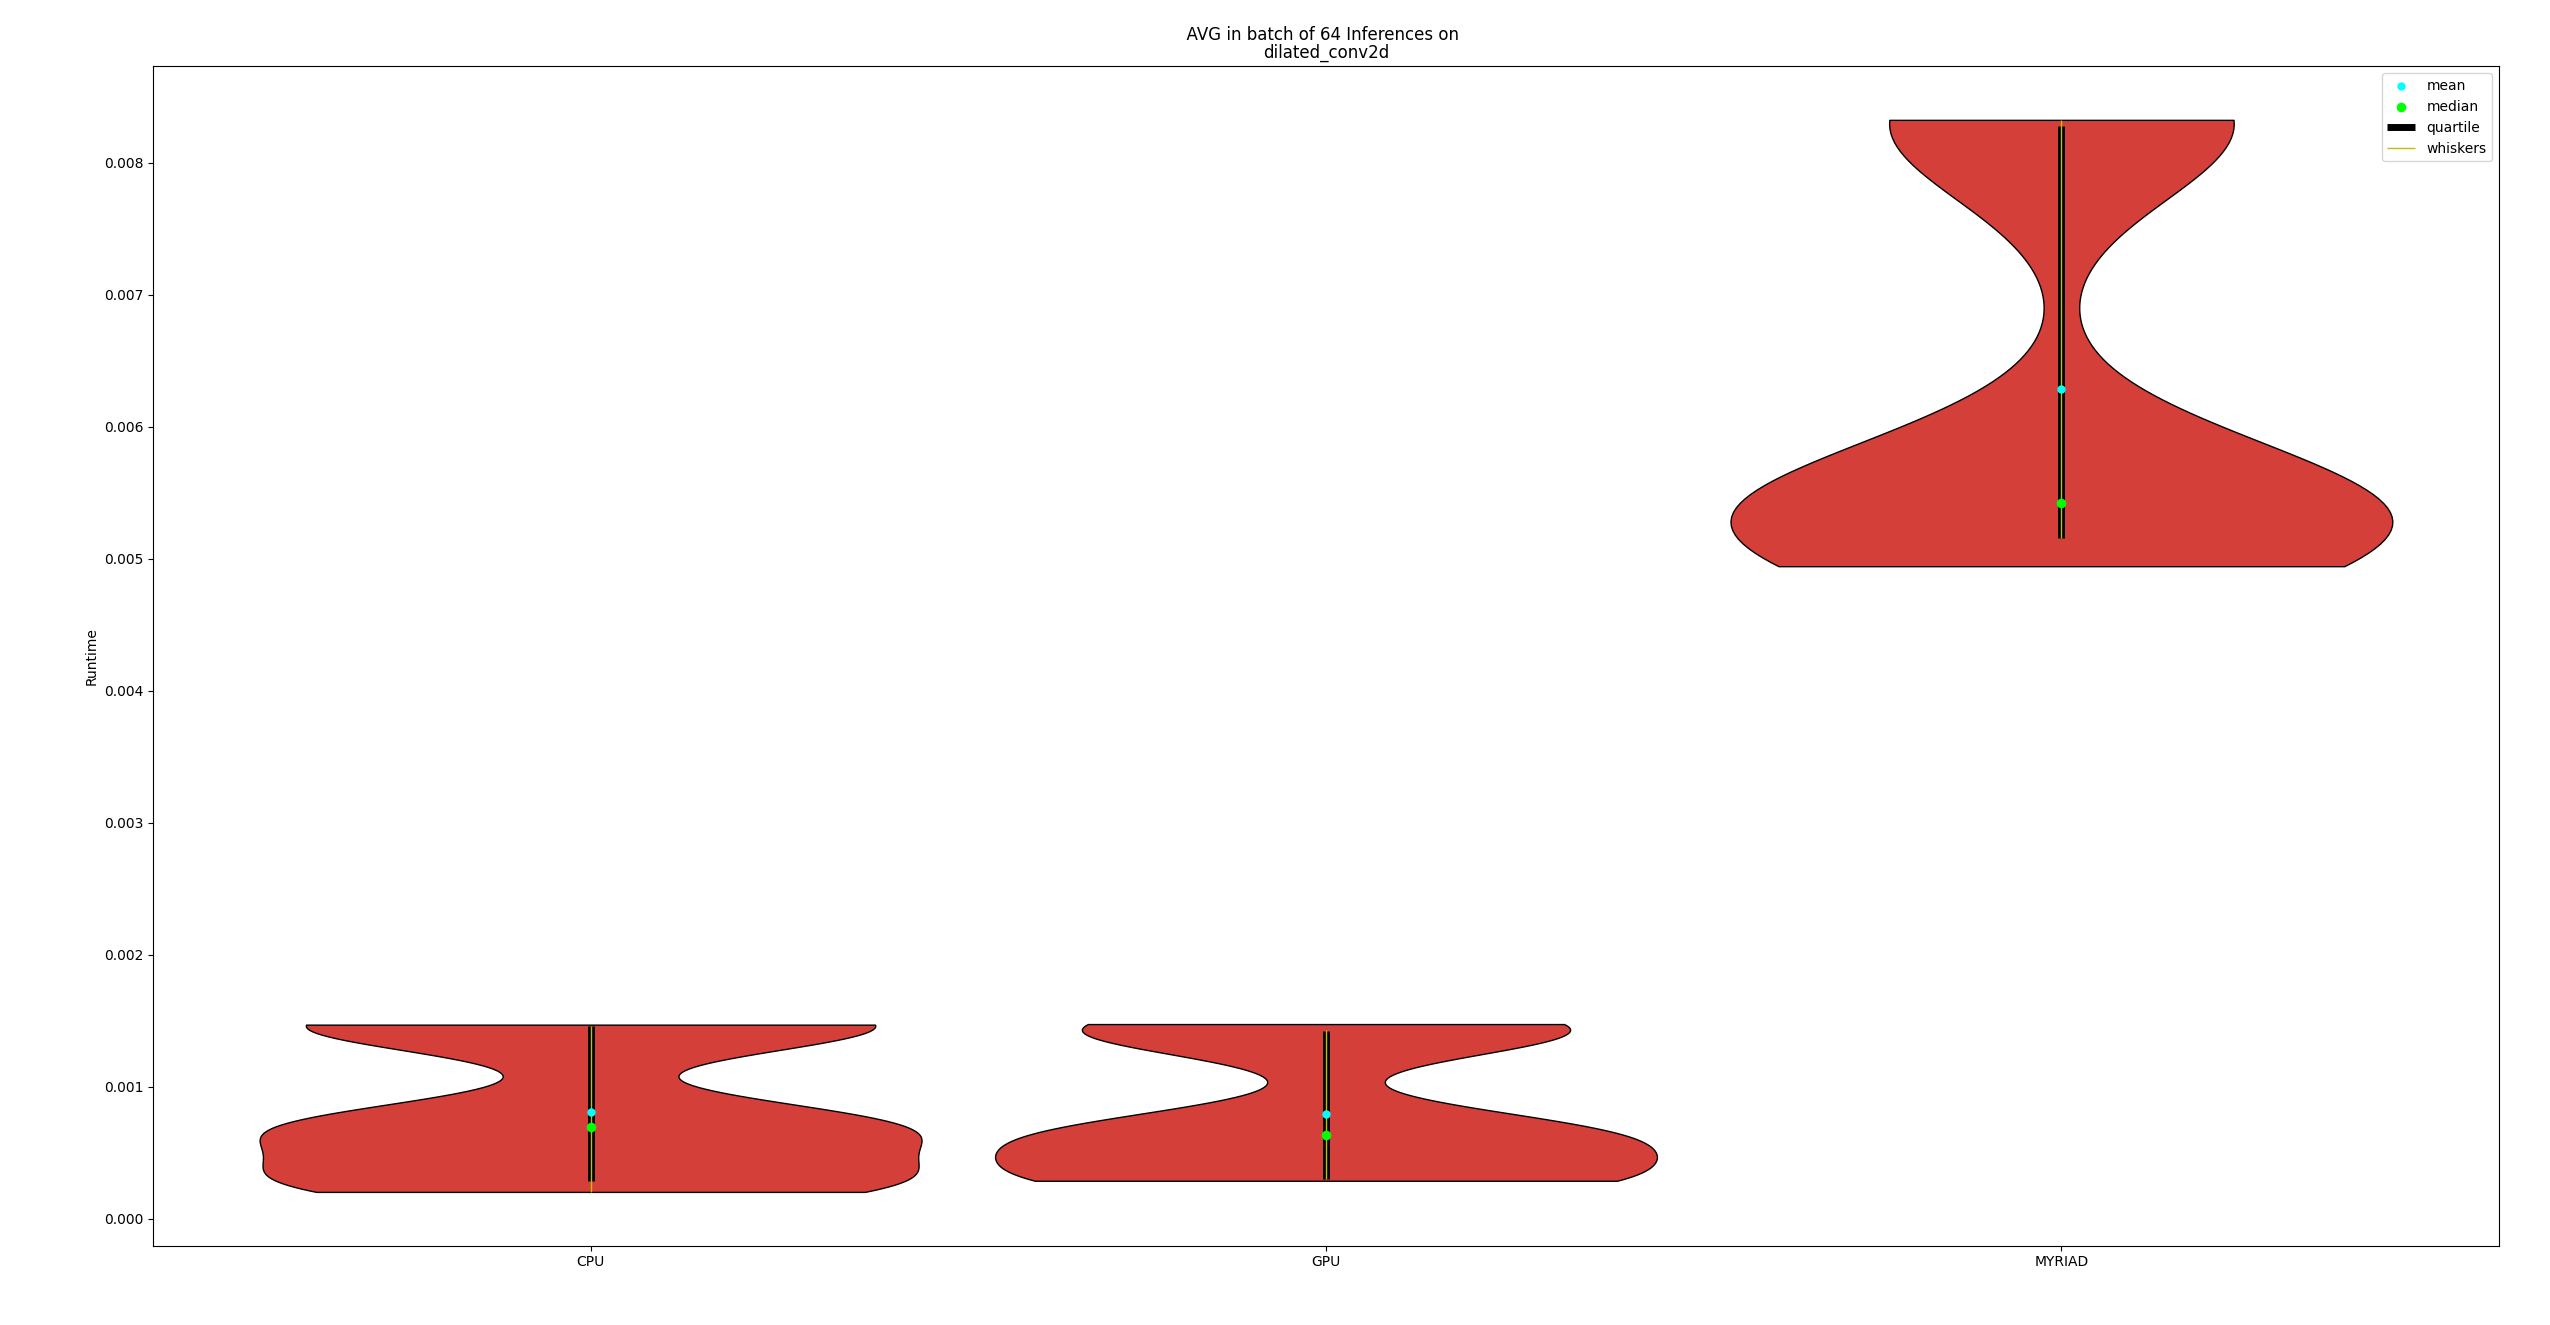 AVG in batch of 64 Inferences on
dilated_conv2d
mean
median
quartile
whiskers
Runtime
0.008
0.007
0.006
0.005
0.004
0.003
0.002
0.001
0.000
CPU
GPU
MYRIAD